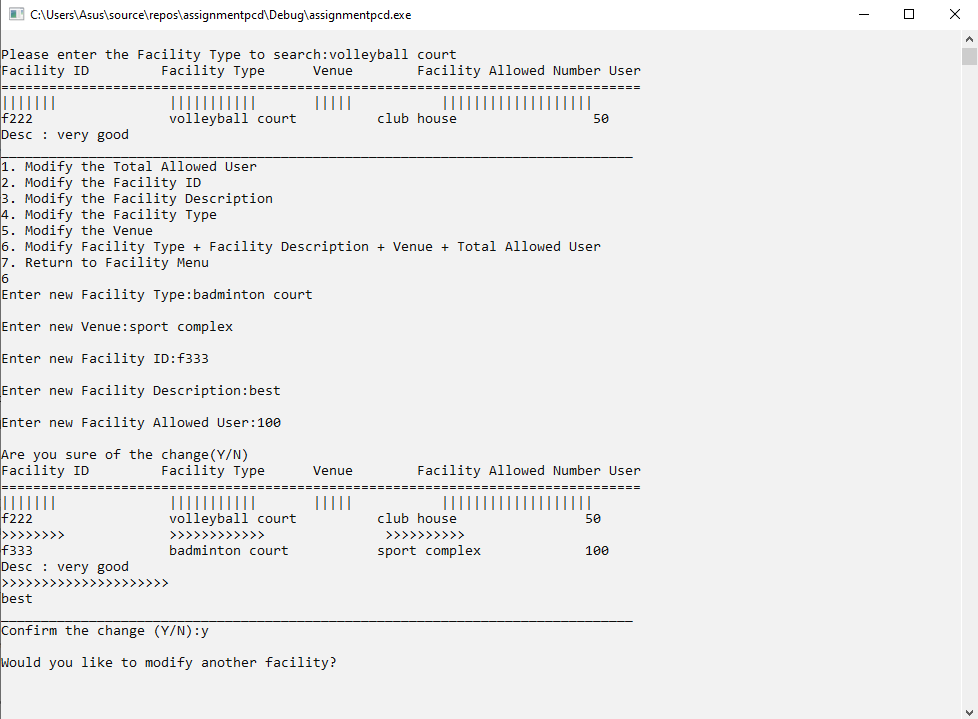 C:\Users\Asus\source\repos\assignmentpcd\Debug\assignmentpcd.exe
Please enter the Facility Type to search:volleyball court
Facility ID         Facility Type      Venue        Facility Allowed Number User
================================================================================
|||||||              |||||||||||       |||||           |||||||||||||||||||
f222                 volleyball court          club house                 50
Desc : very good
_______________________________________________________________________________
1. Modify the Total Allowed User
2. Modify the Facility ID
3. Modify the Facility Description
4. Modify the Facility Type
5. Modify the Venue
6. Modify Facility Type + Facility Description + Venue + Total Allowed User
7. Return to Facility Menu
6
Enter new Facility Type:badminton court
Enter new Venue:sport complex
Enter new Facility ID:f333
Enter new Facility Description:best
Enter new Facility Allowed User:100
Are you sure of the change(Y/N)
Facility ID         Facility Type      Venue        Facility Allowed Number User
================================================================================
|||||||              |||||||||||       |||||           |||||||||||||||||||
f222                 volleyball court          club house                50
>>>>>>>>             >>>>>>>>>>>>               >>>>>>>>>>
f333                 badminton court           sport complex             100
Desc : very good
>>>>>>>>>>>>>>>>>>>>>
best
_______________________________________________________________________________
Confirm the change (Y/N):y
Would you like to modify another facility?